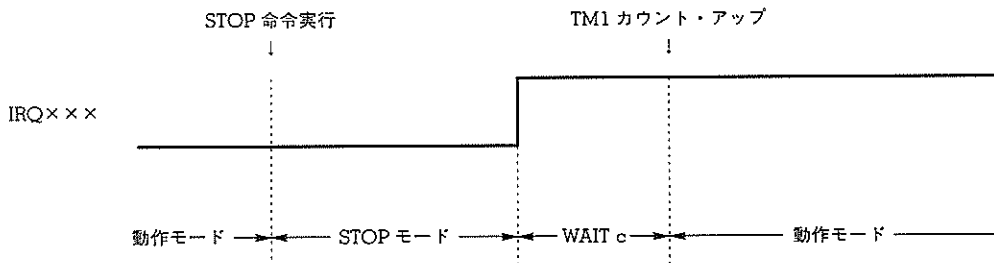 STOP 命令実行
TM1 カウント・アップ
IRQ×××
動作モード
STOP モード
WAIT c
動作モード